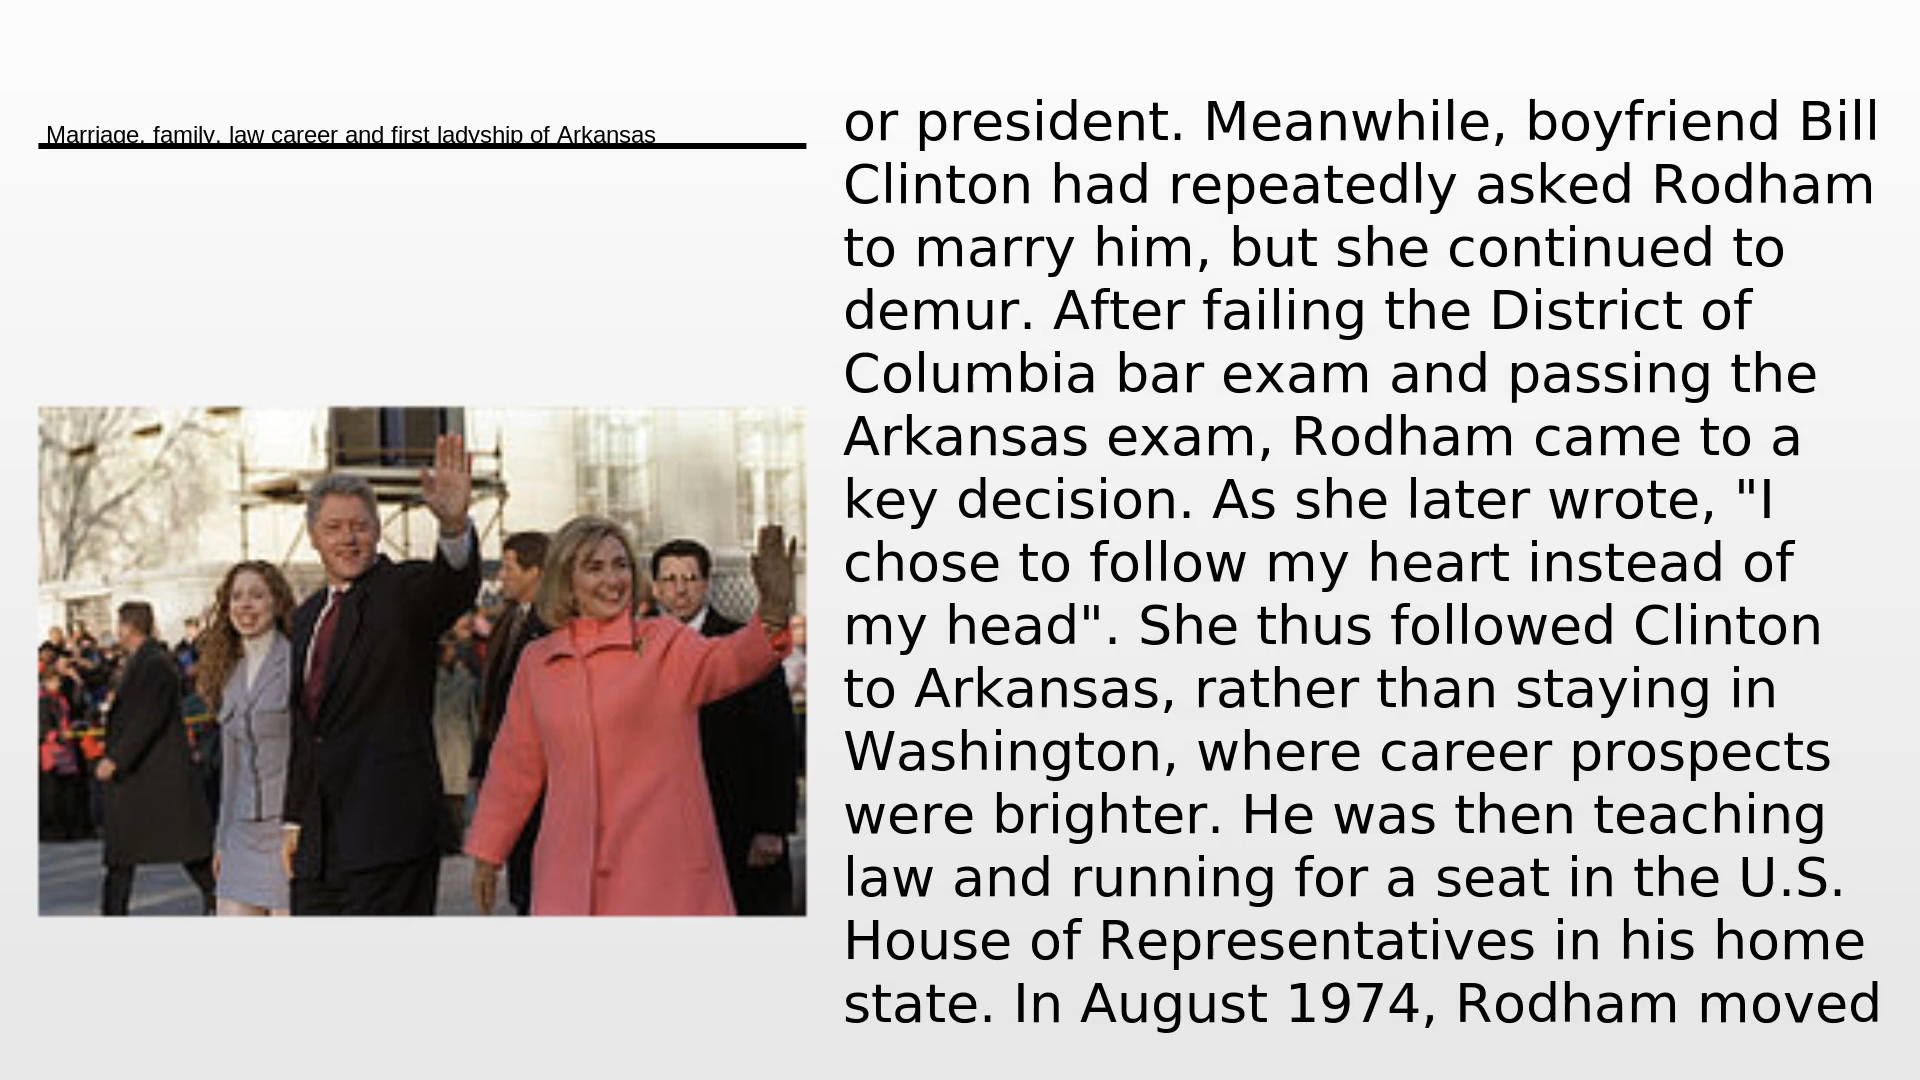 Marriage, family, law career and first ladyship of Arkansas
or president. Meanwhile, boyfriend Bill
Clinton had repeatedly asked Rodham
to marry him, but she continued to
demur. After failing the District of
Columbia bar exam and passing the
Arkansas exam, Rodham came to a
key decision. As she later wrote, "I
chose to follow my heart instead of
my head". She thus followed Clinton
to Arkansas, rather than staying in
Washington, where career prospects
were brighter. He was then teaching
law and running for a seat in the U.S.
House of Representatives in his home
state. In August 1974, Rodham moved